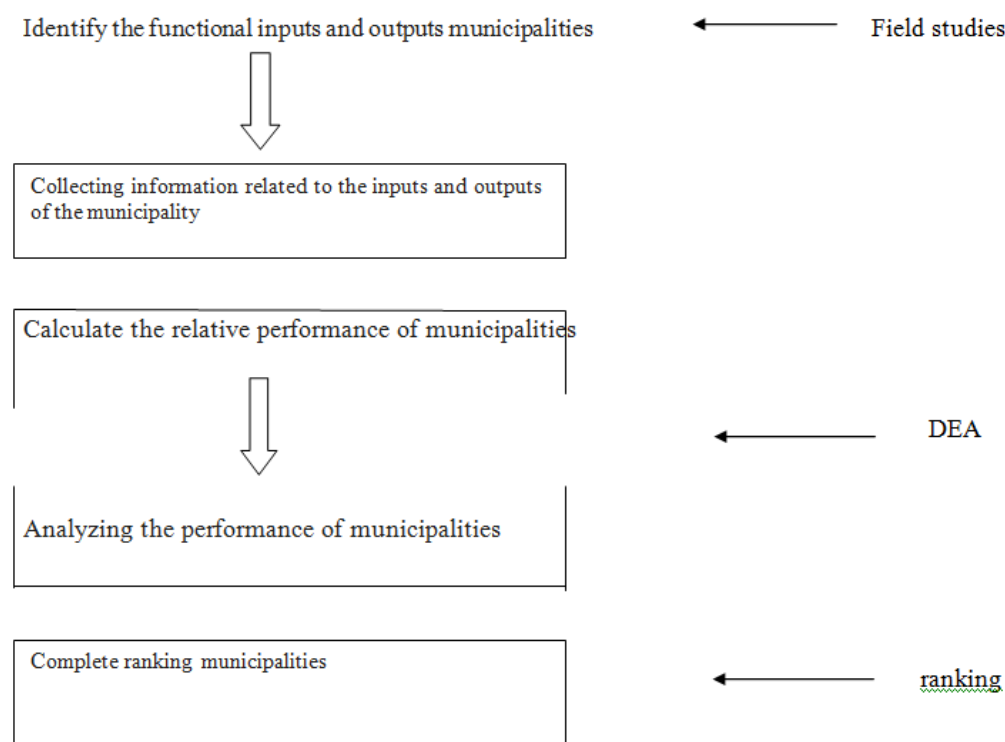 Identify the functional inputs and outputs municipalities
Field studies
Collecting information related to the inputs and outputs
of the municipality
Calculate the relative performance of municipalities
DEA
Analyzing the performance of municipalities
Complete ranking municipalities
ranking